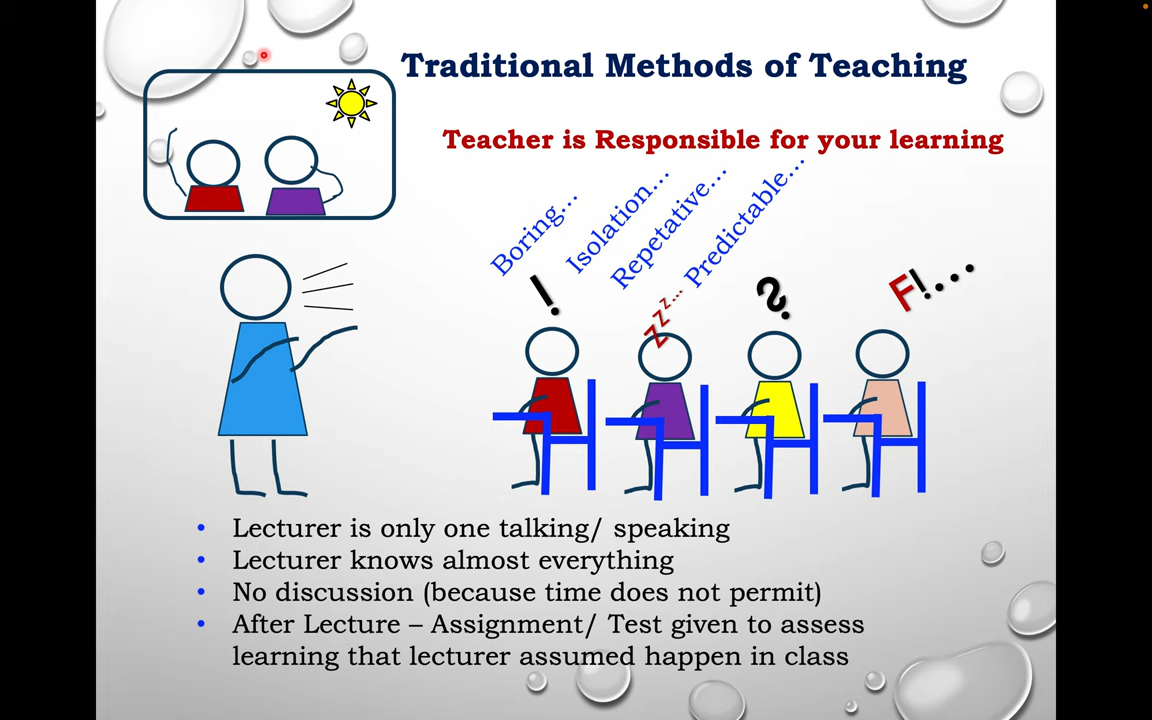 Traditional Methods of Teaching
Teacher is Responsible for your learning
Boring...
Isolation...
Repetative...
Predictable...
!
zzz...
?
F!...
• Lecturer is only one talking/ speaking
• Lecturer knows almost everything
• No discussion (because time does not permit)
• After Lecture – Assignment/ Test given to assess
learning that lecturer assumed happen in class